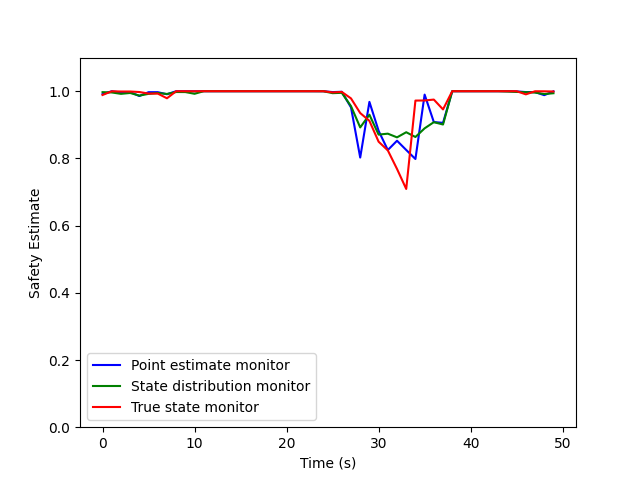 1.0
0.8
0.6
0.4
0.2
0.0
Safety Estimate
Point estimate monitor
State distribution monitor
True state monitor
0 10 20 30 40 50
Time (s)